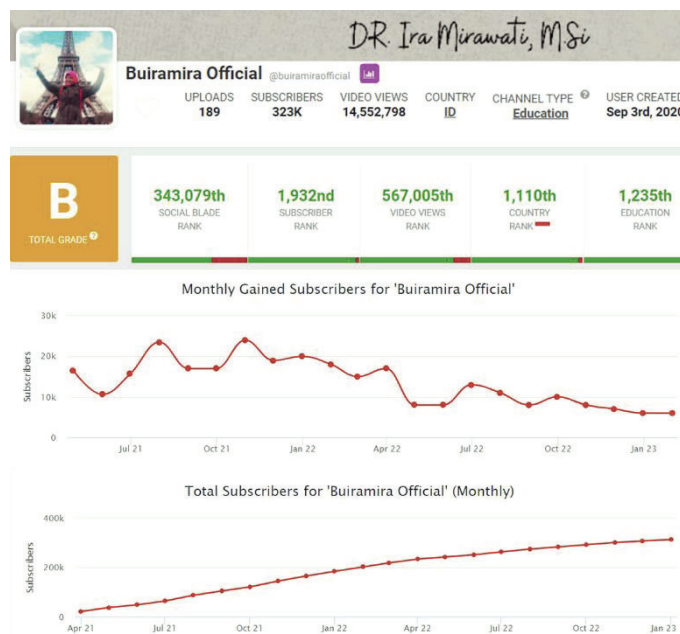 DR. Ira Mirawati, M.Si
Buiramira Official @buiramiraofficial
UPLOADS SUBSCRIBERS VIDEO VIEWS COUNTRY CHANNEL TYPE ? USER CREATED
189 323K 14,552,798 ID Education Sep 3rd, 2020
B
TOTAL GRADE ?
343,079th 1,932nd 567,005th 1,110th 1,235th
SOCIAL BLADE SUBSCRIBER VIDEO VIEWS COUNTRY EDUCATION
RANK RANK RANK RANK RANK
Monthly Gained Subscribers for 'Buiramira Official'
30k
20k
10k
0
Subscribers
Jul 21 Oct 21 Jan 22 Apr 22 Jul 22 Oct 22 Jan 23
Total Subscribers for 'Buiramira Official' (Monthly)
400k
200k
0
Subscribers
Apr 21 Jul 21 Oct 21 Jan 22 Apr 22 Jul 22 Oct 22 Jan 23